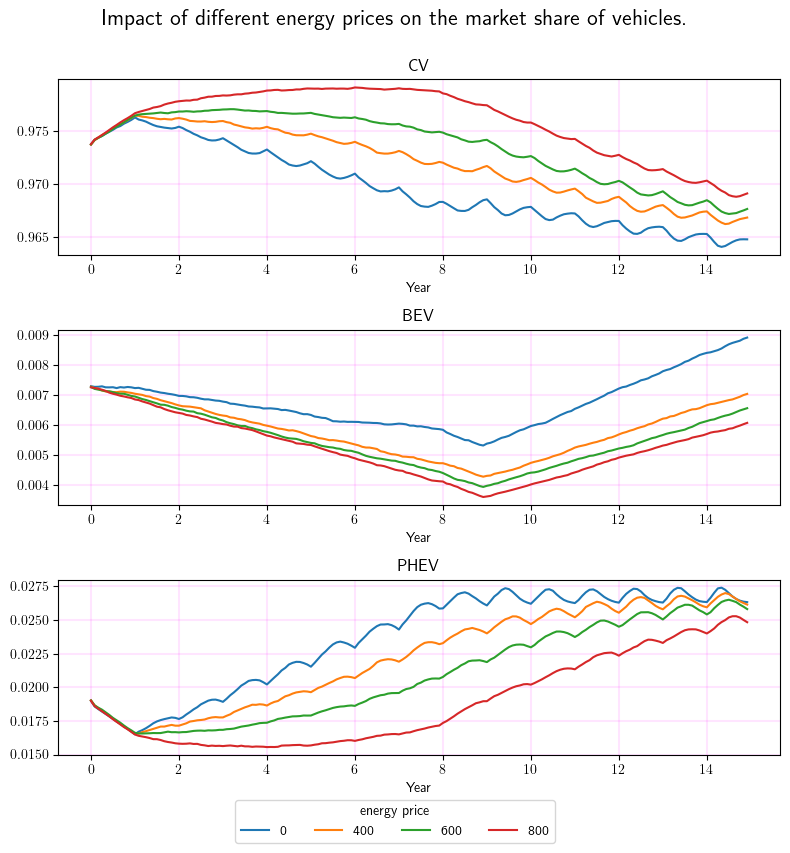 Impact of different energy prices on the market share of vehicles.
CV
0.975
0.970
0.965
0 2 4 6 8 10 12 14
Year
BEV
0.009
0.008
0.007
0.006
0.005
0.004
0 2 4 6 8 10 12 14
Year
PHEV
0.0275
0.0250
0.0225
0.0200
0.0175
0.0150
0 2 4 6 8 10 12 14
Year
energy price
0 400 600 800